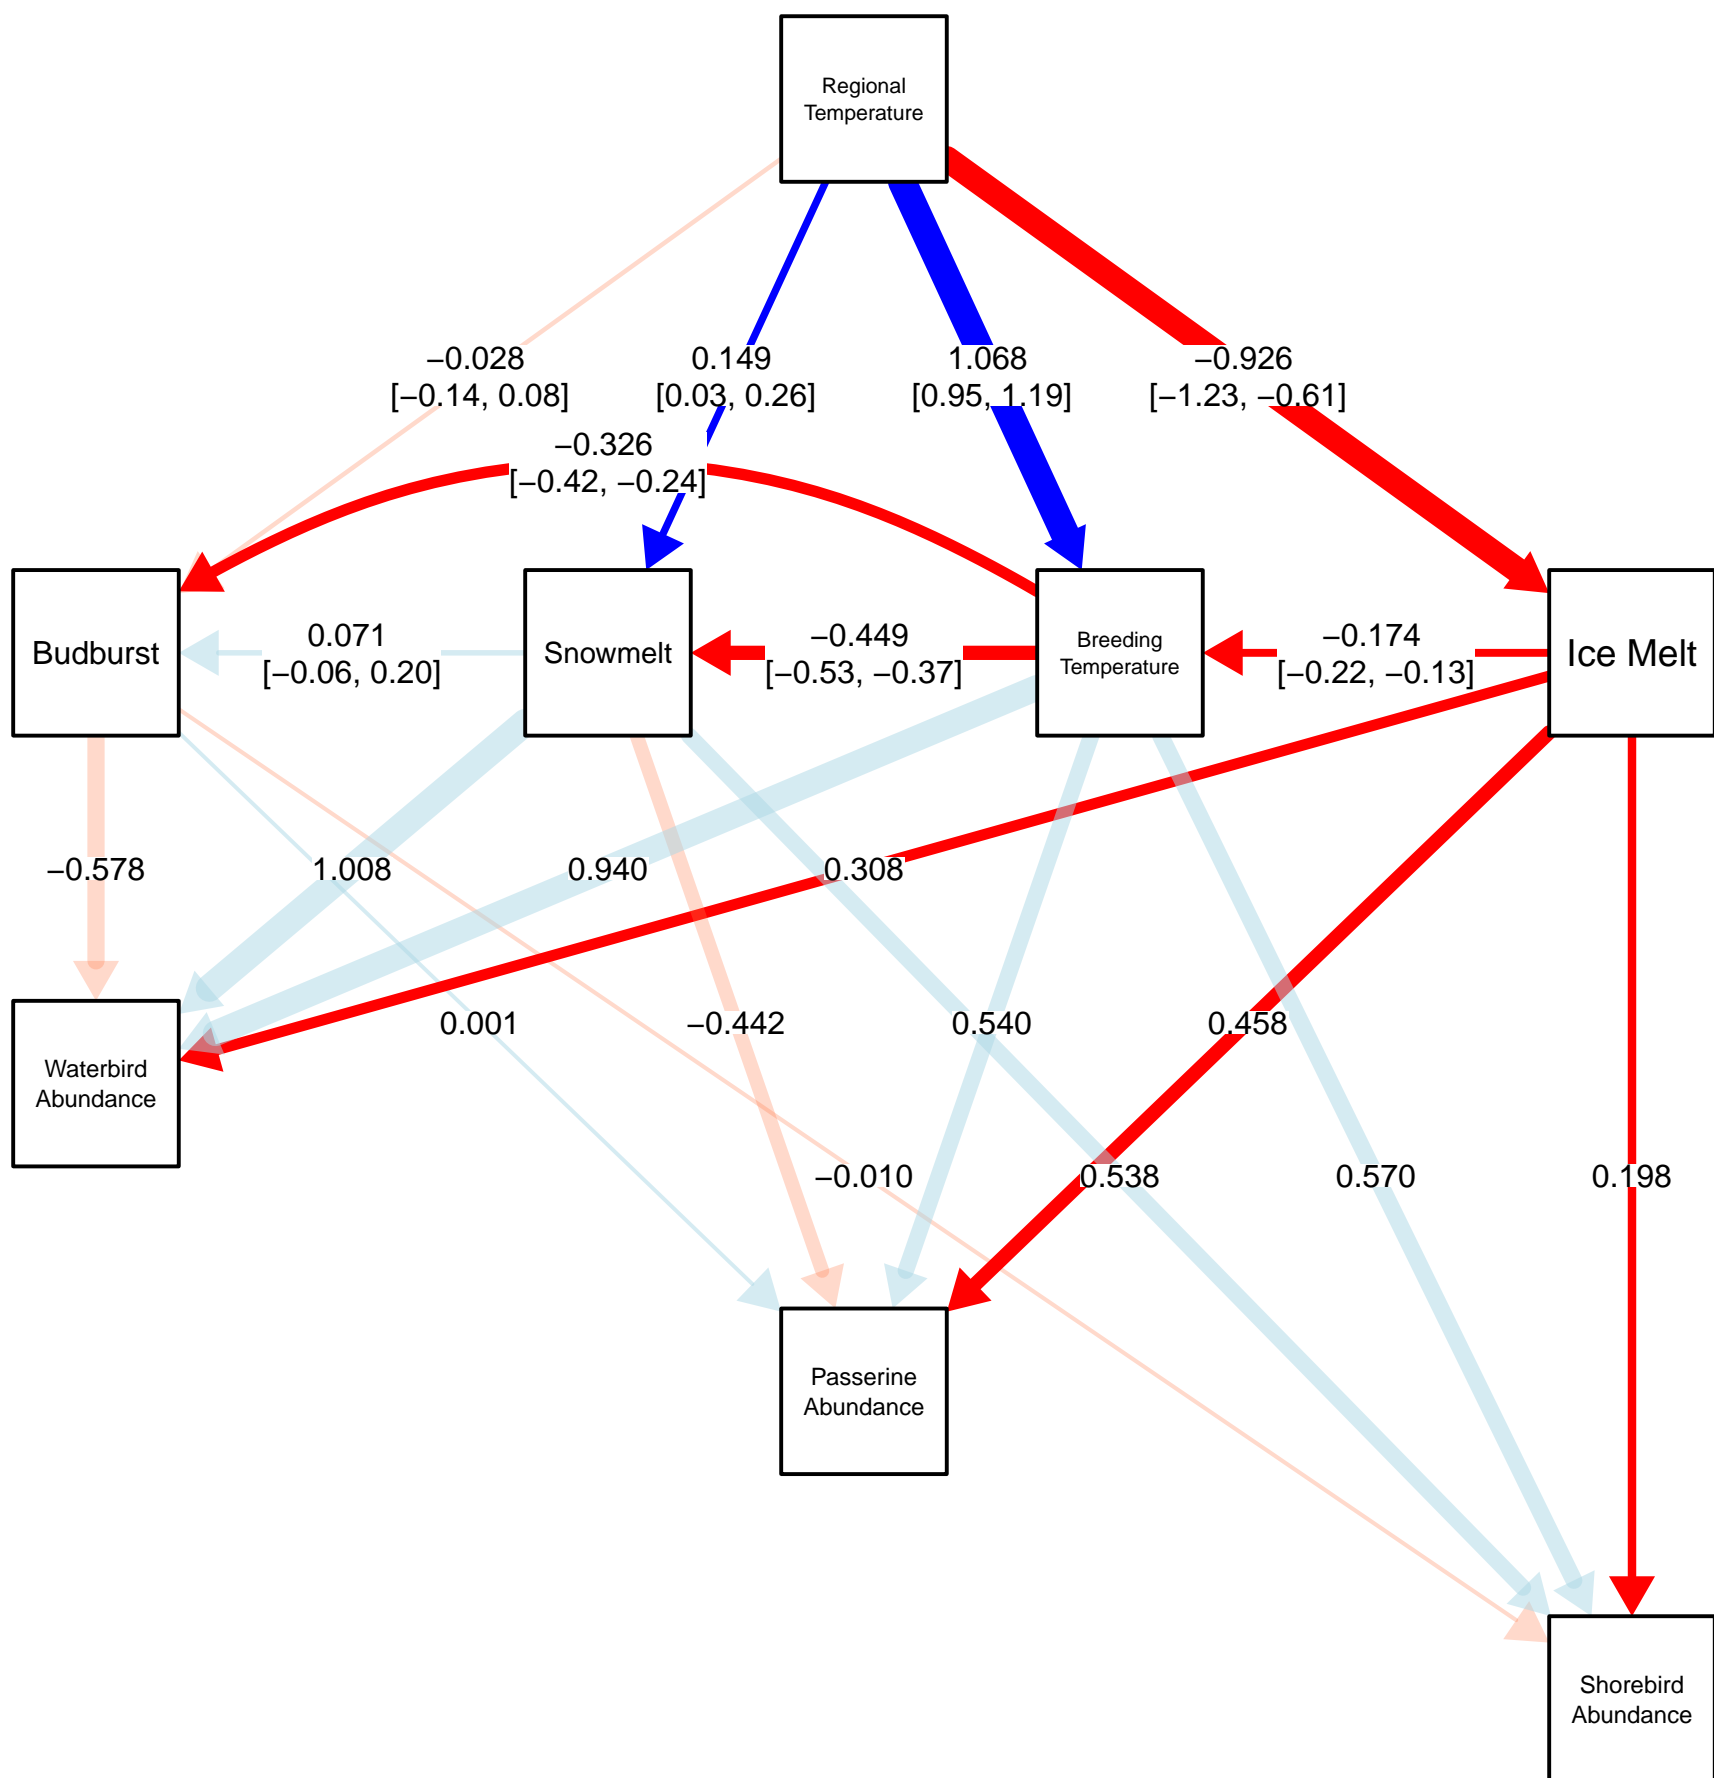 Regional
Temperature
−0.028
[−0.14, 0.08]
0.149
[0.03, 0.26]
1.068
[0.95, 1.19]
−0.926
[−1.23, −0.61]
−0.326
[−0.42, −0.24]
Budburst
0.071
[−0.06, 0.20]
Snowmelt
−0.449
[−0.53, −0.37]
Breeding
Temperature
−0.174
[−0.22, −0.13]
Ice Melt
−0.578
1.008
0.940
0.308
Waterbird
Abundance
0.001
−0.442
0.540
0.458
−0.010
0.538
0.570
0.198
Passerine
Abundance
Shorebird
Abundance